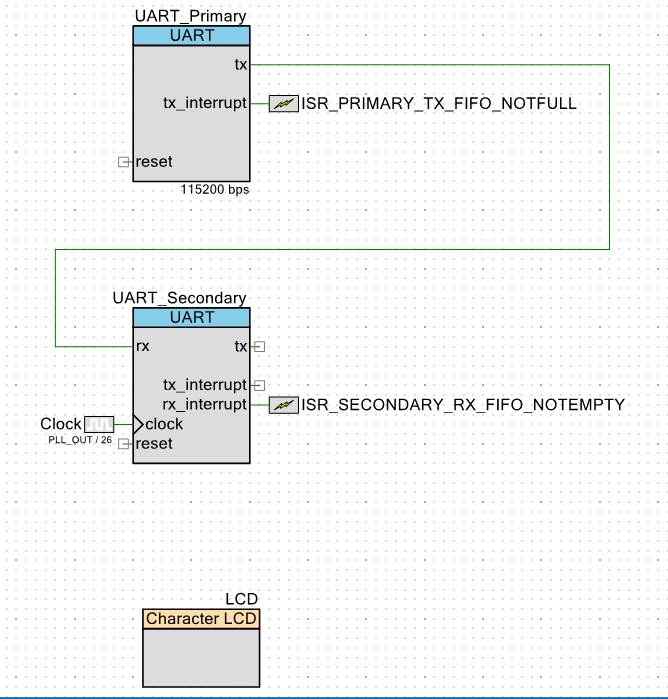 UART_Primary
UART
tx
tx_interrupt
ISR_PRIMARY_TX_FIFO_NOTFULL
reset
115200 bps
UART_Secondary
UART
rx
tx
tx_interrupt
rx_interrupt
ISR_SECONDARY_RX_FIFO_NOTEMPTY
Clock
clock
PLL_OUT / 26
reset
LCD
Character LCD